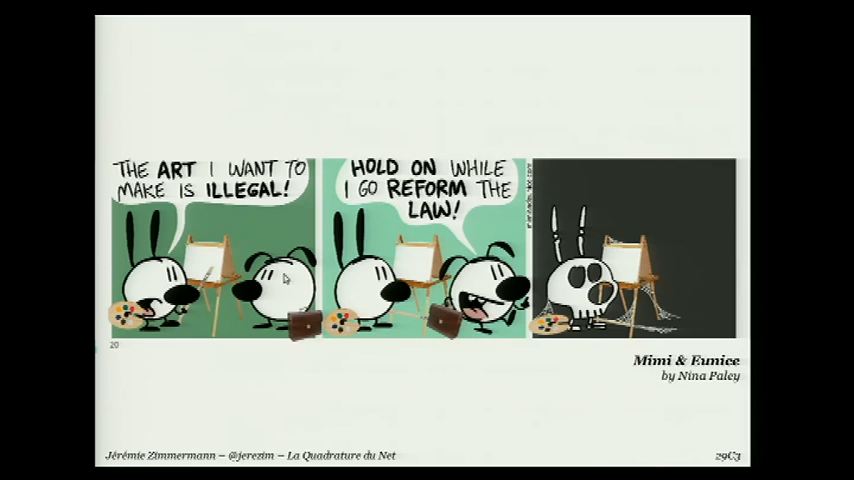 THE ART I WANT TO
MAKE IS ILLEGAL!
HOLD ON WHILE
I GO REFORM THE
LAW!
20
Mimi & Eunice
by Nina Paley
Jérémie Zimmermann – @jerezim – La Quadrature du Net
29C3